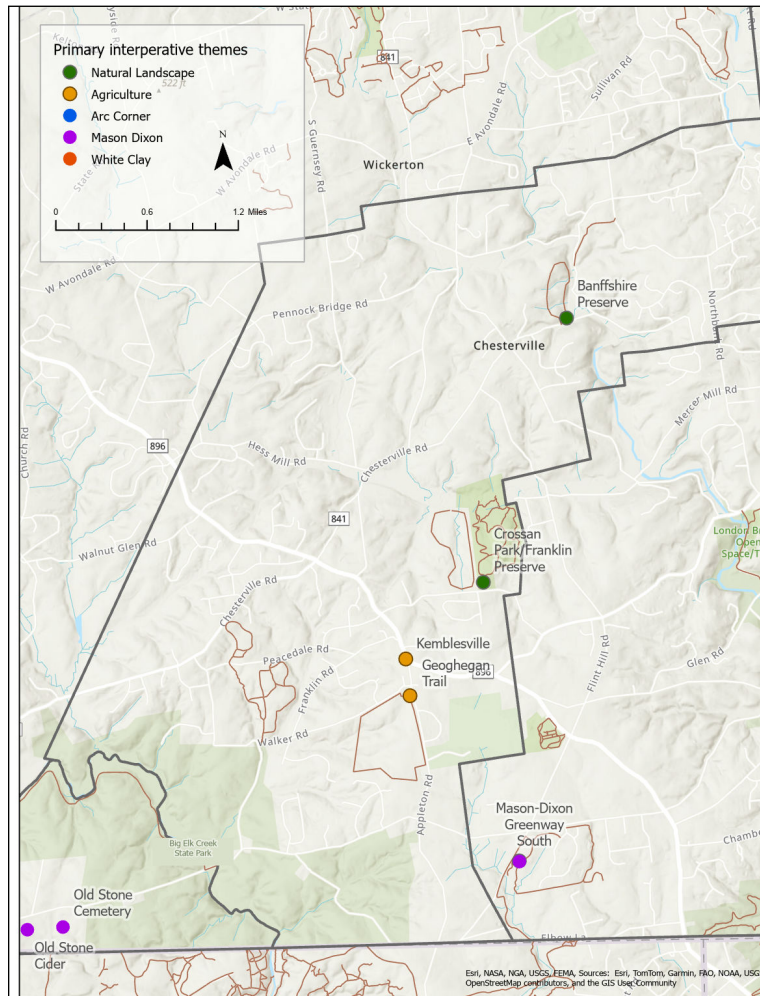 Primary interperative themes
Natural Landscape
Agriculture
Arc Corner
Mason Dixon
White Clay
N
0 0.6 1.2 Miles
522 ft
W Avondale Rd
841
S Guernsey Rd
E Avondale Rd
Sullivan Rd
Wickerton
W Avondale Rd
Pennock Bridge Rd
Banffshire
Preserve
Northbank Rd
Chesterville
Mercer Mill Rd
Church Rd
896
Hess Mill Rd
Chesterville Rd
841
Walnut Glen Rd
Crossan
Park/Franklin
Preserve
Open
Space/T
Chesterville Rd
Peacedale Rd
Franklin Rd
Kemblesville
Geoghegan
Trail
896
Flint Hill Rd
Glen Rd
Walker Rd
Appleton Rd
Mason-Dixon
Greenway
South
Big Elk Creek
State Park
Old Stone
Cemetery
Old Stone
Cider
Elbow La
Esri, NASA, NGA, USGS, FEMA, Sources: Esri, TomTom, Garmin, FAO, NOAA, USG
OpenStreetMap contributors, and the GIS User Community